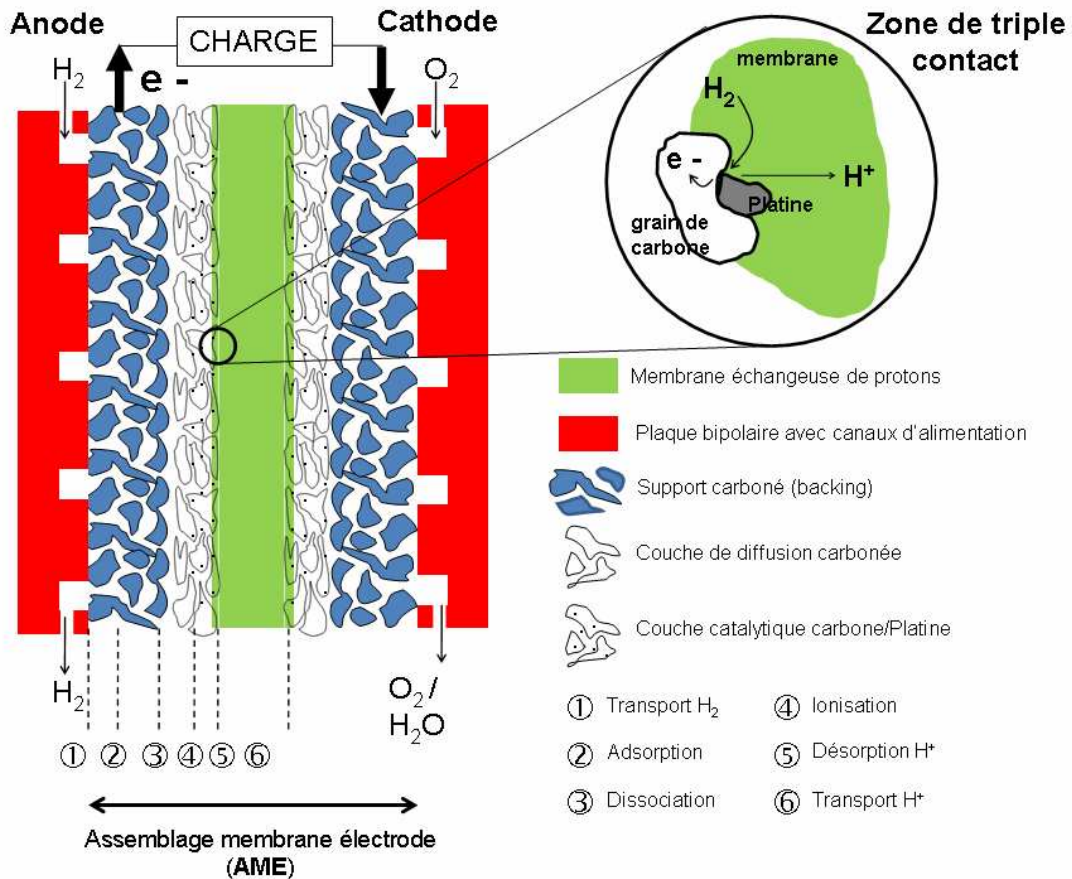 Anode
Cathode
CHARGE
H₂
e -
O₂
Zone de triple
contact
membrane
H₂
e -
H⁺
Platine
grain de
carbone
Membrane échangeuse de protons
Plaque bipolaire avec canaux d'alimentation
Support carboné (backing)
Couche de diffusion carbonée
Couche catalytique carbone/Platine
H₂
O₂ /
H₂O
① ② ③ ④ ⑤ ⑥
① Transport H₂
④ Ionisation
② Adsorption
⑤ Désorption H⁺
③ Dissociation
⑥ Transport H⁺
Assemblage membrane électrode
(AME)